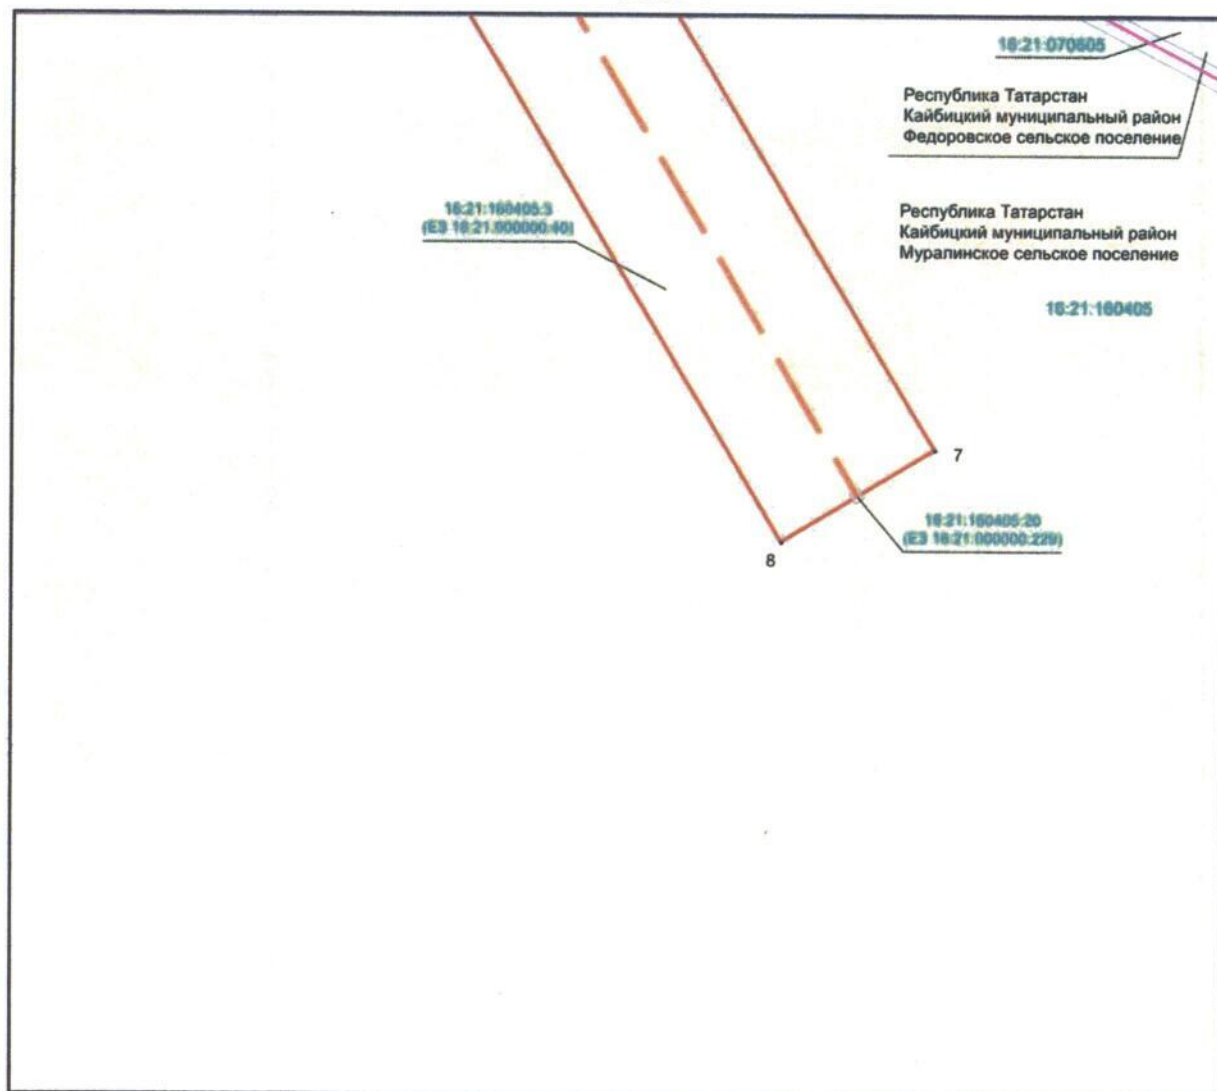 16:21:070605
Республика Татарстан
Кайбицкий муниципальный район
Федоровское сельское поселение
16:21:160405:3
(ЕЗ 16:21:000000:40)
Республика Татарстан
Кайбицкий муниципальный район
Муралинское сельское поселение
16:21:160405
7
16:21:160405:20
(ЕЗ 16:21:000000:229)
8